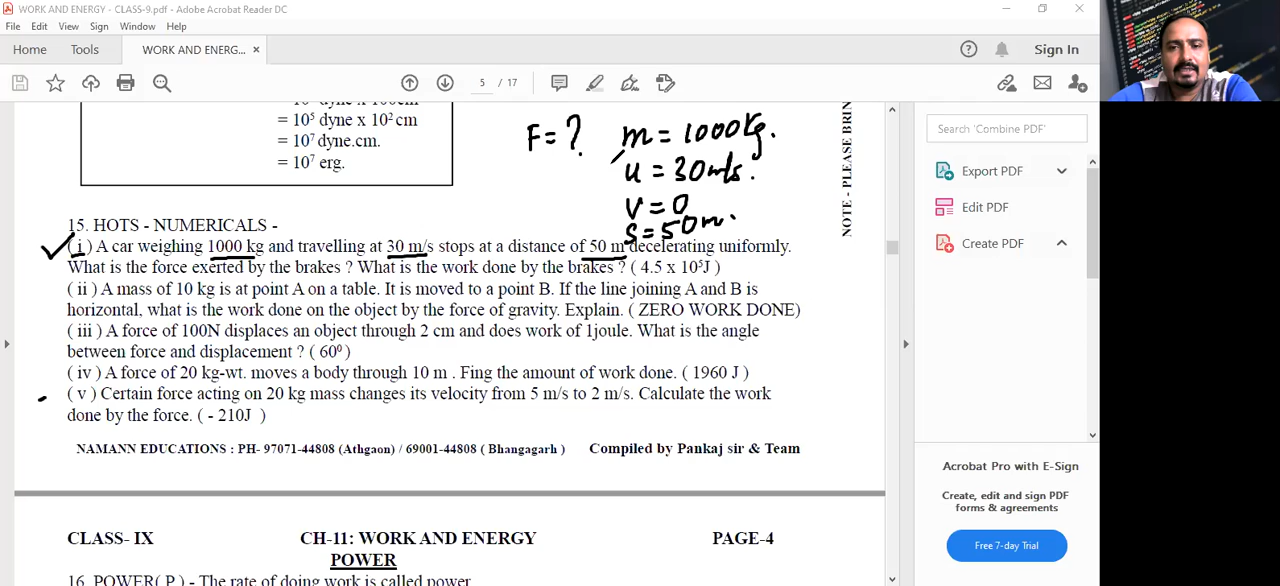 WORK AND ENERGY - CLASS-9.pdf - Adobe Acrobat Reader DC
File Edit View Sign Window Help
Home Tools WORK AND ENERG... × Sign In
5 / 17
= 10⁵ dyne x 100cm
= 10⁵ dyne x 10² cm
= 10⁷ dyne.cm.
= 10⁷ erg.
F = ? m = 1000 kg.
u = 30 m/s.
v = 0
S = 50 m.
NOTE - PLEASE BRIN
15. HOTS - NUMERICALS -
( i ) A car weighing 1000 kg and travelling at 30 m/s stops at a distance of 50 m decelerating uniformly.
What is the force exerted by the brakes ? What is the work done by the brakes ? ( 4.5 x 10⁵J )
( ii ) A mass of 10 kg is at point A on a table. It is moved to a point B. If the line joining A and B is
horizontal, what is the work done on the object by the force of gravity. Explain. ( ZERO WORK DONE)
( iii ) A force of 100N displaces an object through 2 cm and does work of 1joule. What is the angle
between force and displacement ? ( 60⁰ )
( iv ) A force of 20 kg-wt. moves a body through 10 m . Fing the amount of work done. ( 1960 J )
( v ) Certain force acting on 20 kg mass changes its velocity from 5 m/s to 2 m/s. Calculate the work
done by the force. ( - 210J )
NAMANN EDUCATIONS : PH- 97071-44808 (Athgaon) / 69001-44808 ( Bhangagarh ) Compiled by Pankaj sir & Team
CLASS- IX CH-11: WORK AND ENERGY PAGE-4
POWER
16. POWER( P ) - The rate of doing work is called power
Search 'Combine PDF'
Export PDF
Edit PDF
Create PDF
Acrobat Pro with E-Sign
Create, edit and sign PDF
forms & agreements
Free 7-day Trial